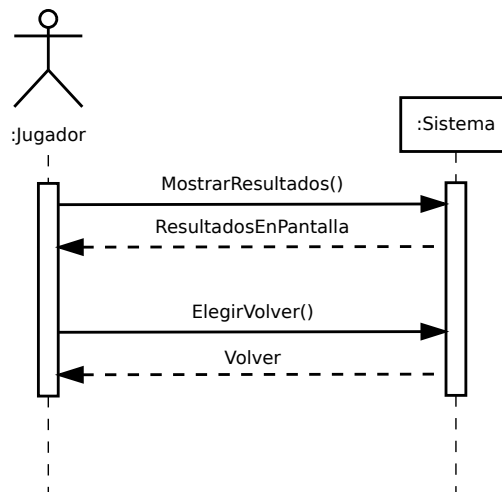 :Jugador
:Sistema
MostrarResultados()
ResultadosEnPantalla
ElegirVolver()
Volver